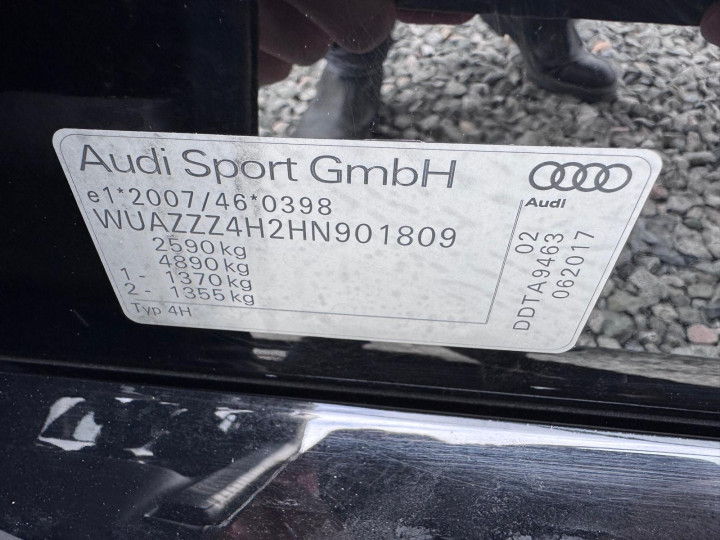 Audi Sport GmbH
Audi
e1*2007/46*0398
WUAZZZ4H2HN901809
2590 kg
4890 kg
1 - 1370 kg
2 - 1355 kg
Typ 4H
02
DDTA9463
062017